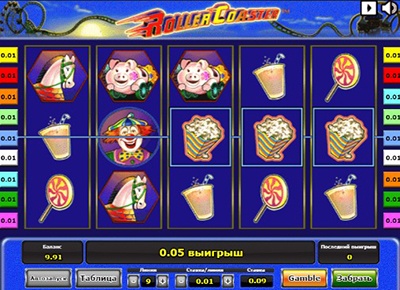 ROLLER COASTER
0.01 0.01
0.01 0.01
0.01 0.01
0.01 0.01
0.01 0.01
0.01 0.01
0.01 0.01
0.01 0.01
0.01 0.01
Баланс 0.05 выигрыш Последний выигрыш
9.91 0
Линии Ставка/линию Ставка
Автозапуск Таблица 9 0.01 0.09 Gamble Забрать